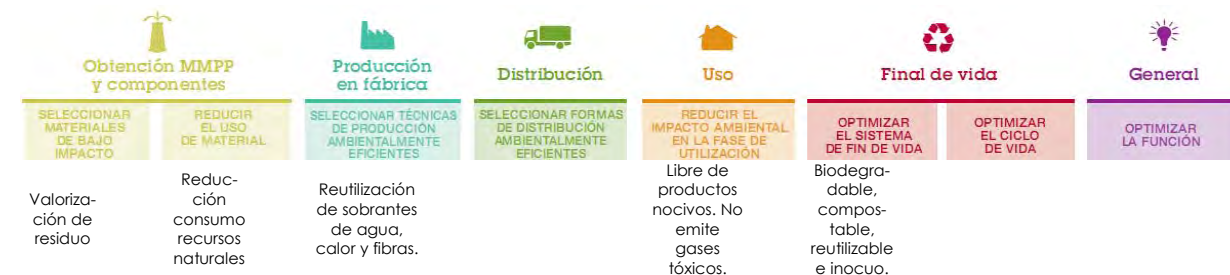 Obtención MMPP
y componentes
Producción
en fábrica
Distribución
Uso
Final de vida
General
SELECCIONAR
MATERIALES
DE BAJO
IMPACTO
REDUCIR
EL USO
DE MATERIAL
SELECCIONAR TÉCNICAS
DE PRODUCCIÓN
AMBIENTALMENTE
EFICIENTES
SELECCIONAR FORMAS
DE DISTRIBUCIÓN
AMBIENTALMENTE
EFICIENTES
REDUCIR EL
IMPACTO AMBIENTAL
EN LA FASE DE
UTILIZACIÓN
OPTIMIZAR
EL SISTEMA
DE FIN DE VIDA
OPTIMIZAR
EL CICLO
DE VIDA
OPTIMIZAR
LA FUNCIÓN
Valoriza-
ción de
residuo
Reduc-
ción
consumo
recursos
naturales
Reutilización
de sobrantes
de agua,
calor y fibras.
Libre de
productos
nocivos. No
emite
gases
tóxicos.
Biodegra-
dable,
compos-
table,
reutilizable
e inocuo.